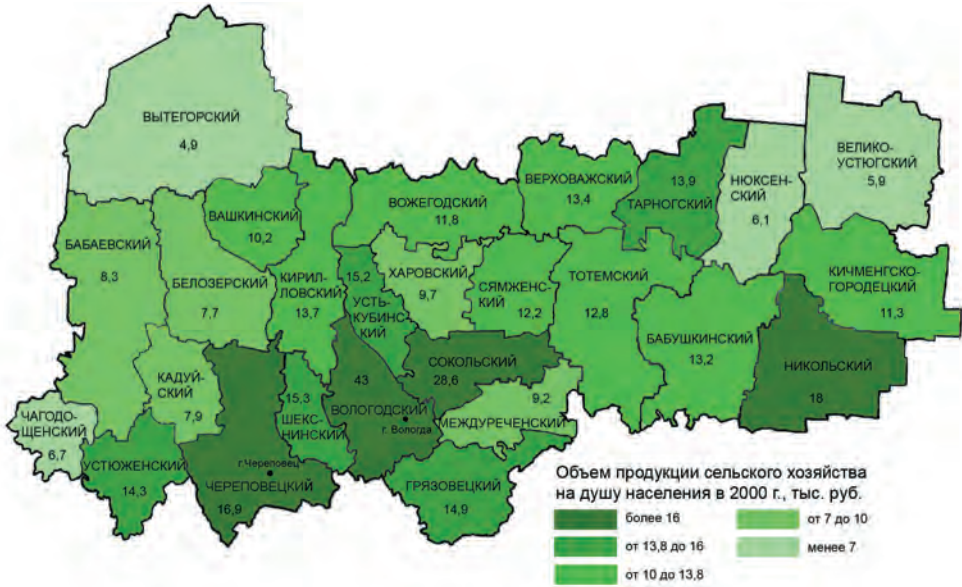 ВЫТЕГОРСКИЙ
4,9
ВЕЛИКО-
УСТЮГСКИЙ
5,9
ВЕРХОВАЖСКИЙ
13,4
13,9
ТАРНОГСКИЙ
НЮКСЕН-
СКИЙ
6,1
ВАШКИНСКИЙ
10,2
ВОЖЕГОДСКИЙ
11,8
БАБАЕВСКИЙ
8,3
БЕЛОЗЕРСКИЙ
7,7
КИРИЛ-
ЛОВСКИЙ
13,7
15,2
УСТЬ-
КУБИНСКИЙ
ХАРОВСКИЙ
9,7
СЯМЖЕН-
СКИЙ
12,2
ТОТЕМСКИЙ
12,8
КИЧМЕНГСКО-
ГОРОДЕЦКИЙ
11,3
БАБУШКИНСКИЙ
13,2
НИКОЛЬСКИЙ
18
СОКОЛЬСКИЙ
28,6
КАДУЙ-
СКИЙ
7,9
15,3
ШЕКС-
НИНСКИЙ
43
ВОЛОГОДСКИЙ
г. Вологда
9,2
МЕЖДУРЕЧЕНСКИЙ
ЧАГОДО-
ЩЕНСКИЙ
6,7
УСТЮЖЕНСКИЙ
14,3
г.Череповец
ЧЕРЕПОВЕЦКИЙ
16,9
ГРЯЗОВЕЦКИЙ
14,9
Объем продукции сельского хозяйства
на душу населения в 2000 г., тыс. руб.
более 16
от 13,8 до 16
от 10 до 13,8
от 7 до 10
менее 7